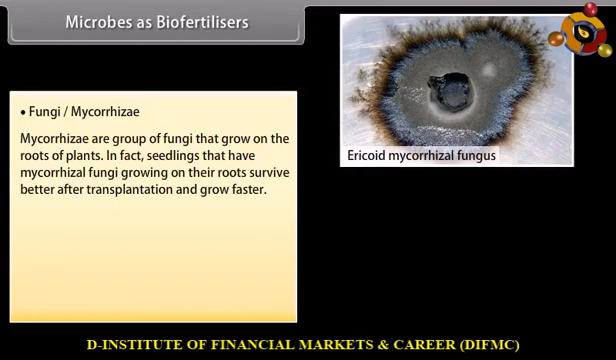 Microbes as Biofertilisers
• Fungi / Mycorrhizae
Mycorrhizae are group of fungi that grow on the
roots of plants. In fact, seedlings that have
mycorrhizal fungi growing on their roots survive
better after transplantation and grow faster.
Ericoid mycorrhizal fungus
D-INSTITUTE OF FINANCIAL MARKETS & CAREER (DIFMC)